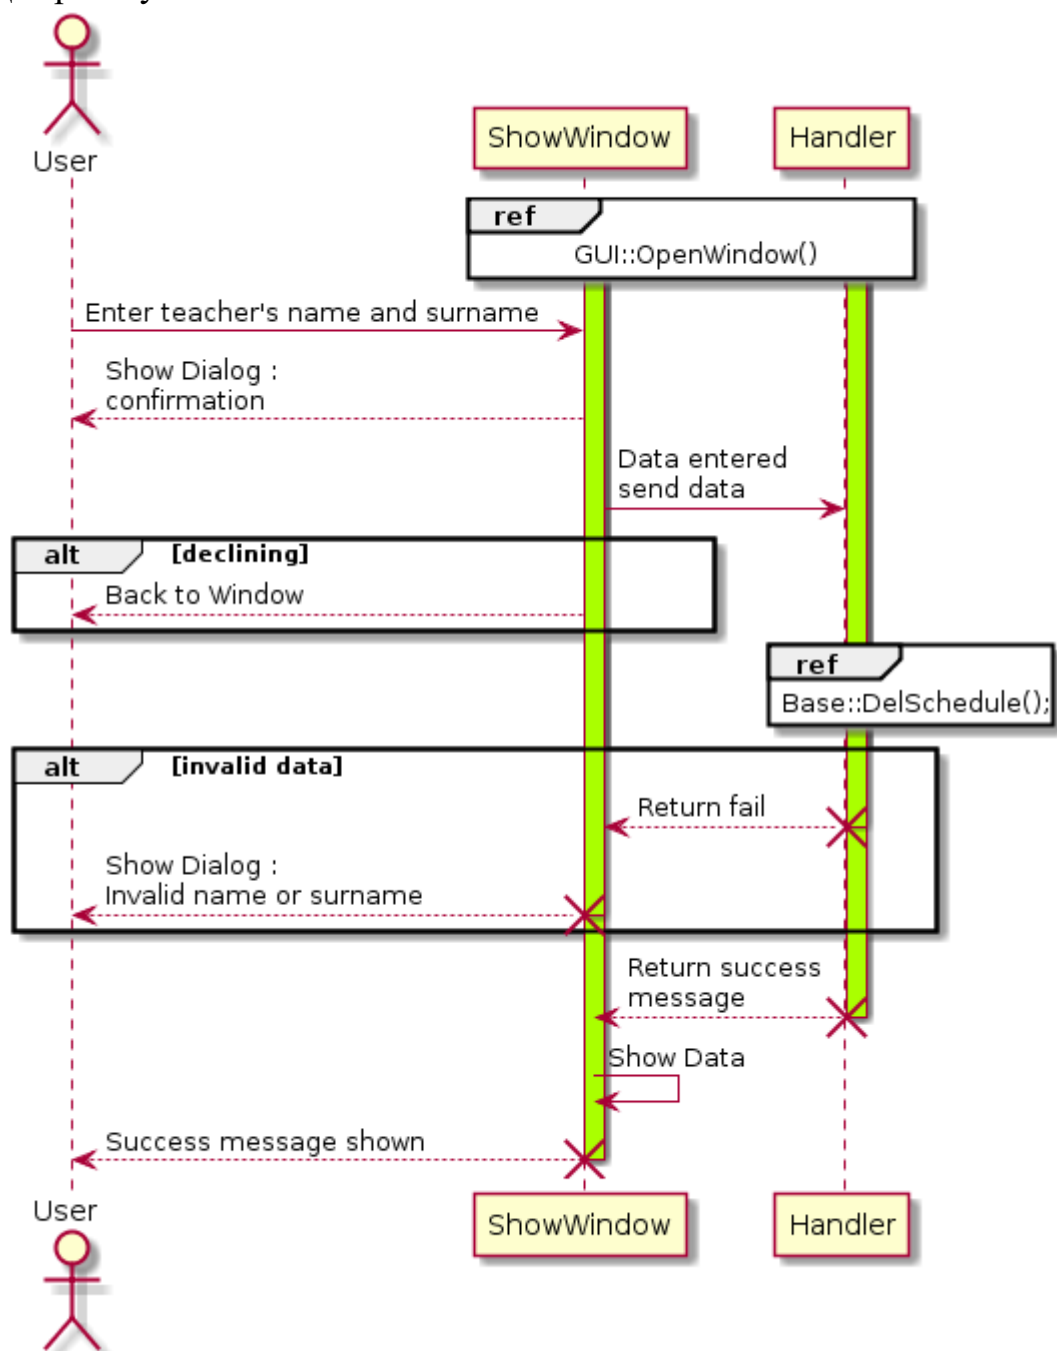 User
ShowWindow
Handler
ref
GUI::OpenWindow()
Enter teacher's name and surname
Show Dialog :
confirmation
Data entered
send data
alt
[declining]
Back to Window
ref
Base::DelSchedule();
alt
[invalid data]
Return fail
Show Dialog :
Invalid name or surname
Return success
message
Show Data
Success message shown
User
ShowWindow
Handler